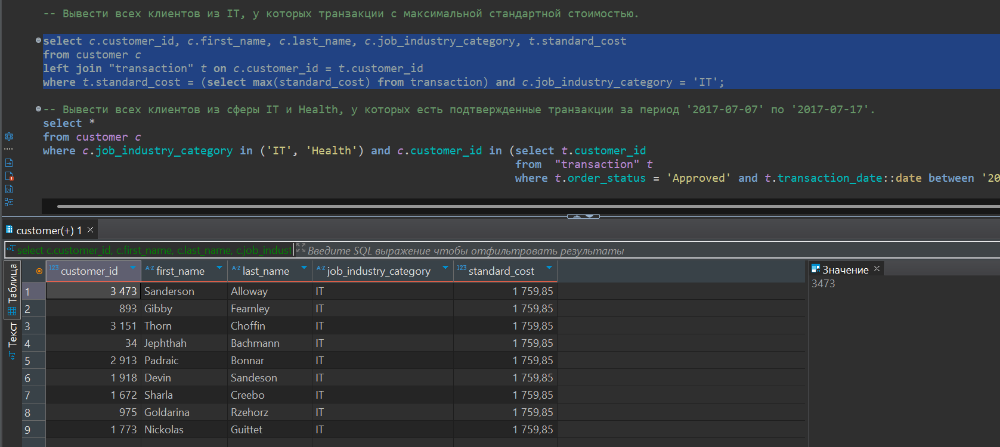 -- Вывести всех клиентов из IT, у которых транзакции с максимальной стандартной стоимостью.
select c.customer_id, c.first_name, c.last_name, c.job_industry_category, t.standard_cost
from customer c
left join "transaction" t on c.customer_id = t.customer_id
where t.standard_cost = (select max(standard_cost) from transaction) and c.job_industry_category = 'IT';
-- Вывести всех клиентов из сферы IT и Health, у которых есть подтвержденные транзакции за период '2017-07-07' по '2017-07-17'.
select *
from customer c
where c.job_industry_category in ('IT', 'Health') and c.customer_id in (select t.customer_id
from "transaction" t
where t.order_status = 'Approved' and t.transaction_date::date between '20
customer(+) 1
select c.customer_id, c.first_name, c.last_name, c.job_indust Введите SQL выражение чтобы отфильтровать результаты
Таблица
Текст
123 customer_id A-Z first_name A-Z last_name A-Z job_industry_category 123 standard_cost
1 3 473 Sanderson Alloway IT 1 759,85
2 893 Gibby Fearnley IT 1 759,85
3 3 151 Thorn Choffin IT 1 759,85
4 34 Jephthah Bachmann IT 1 759,85
5 2 913 Padraic Bonnar IT 1 759,85
6 1 918 Devin Sandeson IT 1 759,85
7 1 672 Sharla Creebo IT 1 759,85
8 975 Goldarina Rzehorz IT 1 759,85
9 1 773 Nickolas Guittet IT 1 759,85
Значение
3473